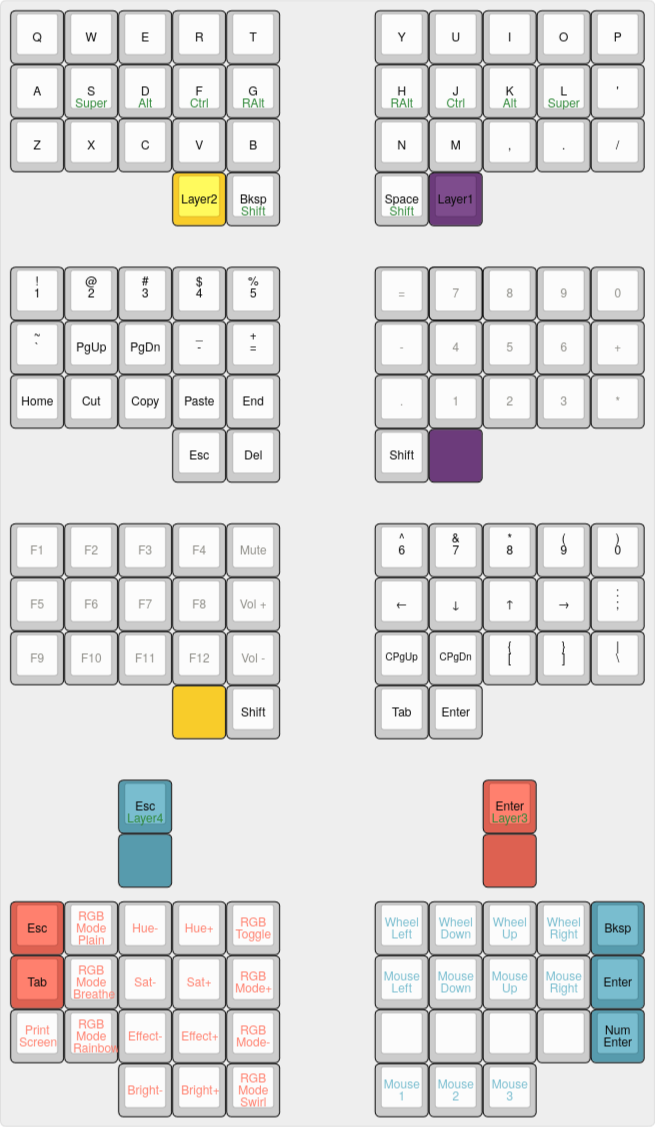 Q W E R T Y U I O P
A S D F G H J K L '
Super Alt Ctrl RAlt RAlt Ctrl Alt Super
Z X C V B N M , . /
Layer2 Bksp Space Layer1
Shift Shift
! @ # $ %
1 2 3 4 5 = 7 8 9 0
~ _ +
` PgUp PgDn - = - 4 5 6 +
Home Cut Copy Paste End . 1 2 3 *
Esc Del Shift
^ & * ( )
F1 F2 F3 F4 Mute 6 7 8 9 0
F5 F6 F7 F8 Vol + ← ↓ ↑ → :
;
F9 F10 F11 F12 Vol - CPgUp CPgDn { } |
[ ] \
Shift Tab Enter
Esc Enter
Layer4 Layer3
Esc RGB Hue- Hue+ RGB Wheel Wheel Wheel Wheel Bksp
Mode Toggle Left Down Up Right
Plain
Tab RGB Sat- Sat+ RGB Mouse Mouse Mouse Mouse Enter
Mode Mode+ Left Down Up Right
Breathe
Print RGB Effect- Effect+ RGB Num
Screen Mode Mode- Enter
Rainbow
Bright- Bright+ RGB Mouse Mouse Mouse
Mode 1 2 3
Swirl